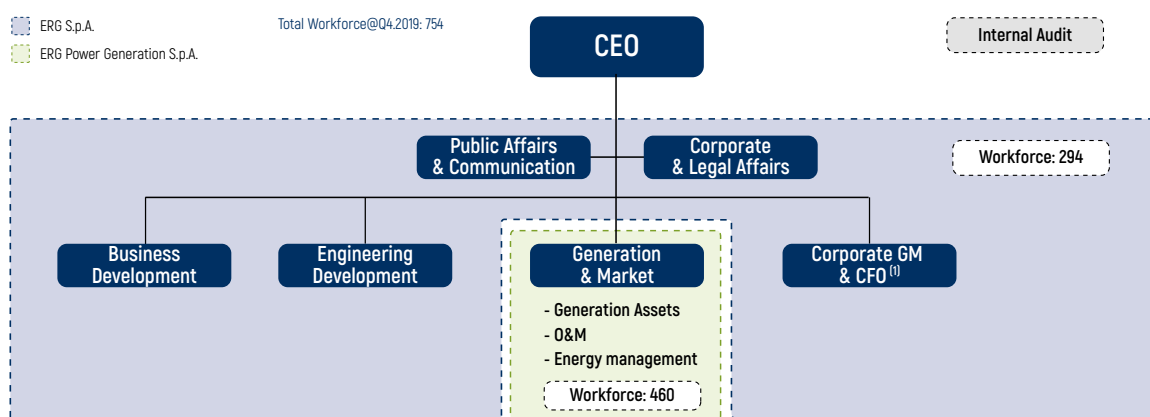 ERG S.p.A.
Total Workforce@Q4.2019: 754
CEO
Internal Audit
ERG Power Generation S.p.A.
Public Affairs
& Communication
Corporate
& Legal Affairs
Workforce: 294
Business
Development
Engineering
Development
Generation
& Market
Corporate GM
& CFO (1)
- Generation Assets
- O&M
- Energy management
Workforce: 460